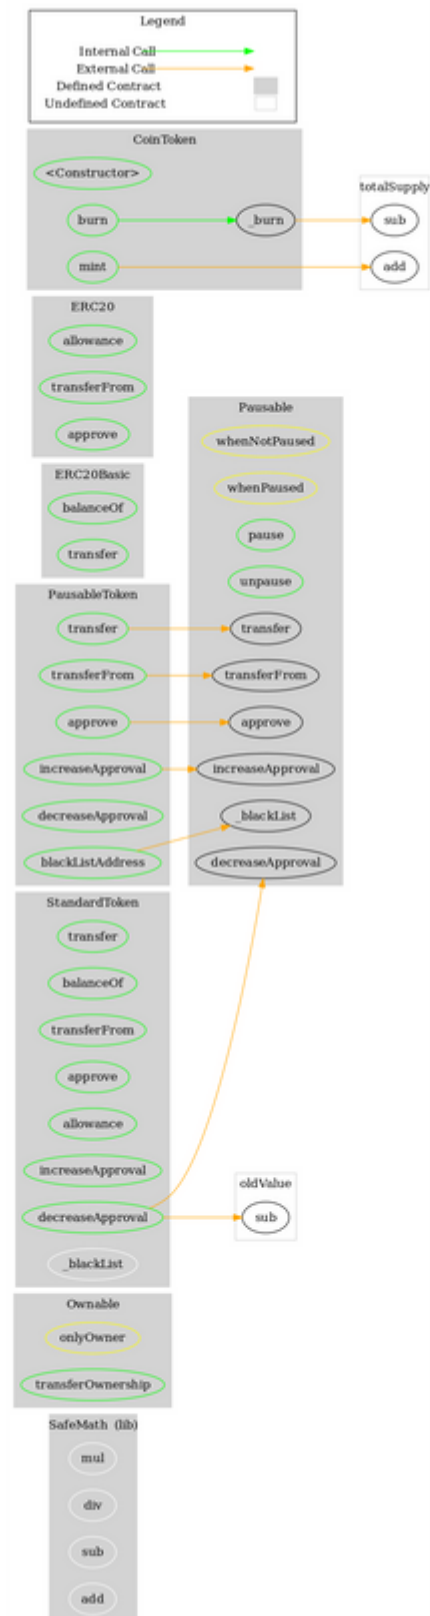 Legend
Internal Call
External Call
Defined Contract
Undefined Contract
CoinToken
<Constructor>
burn
_burn
mint
totalSupply
sub
add
ERC20
allowance
transferFrom
approve
ERC20Basic
balanceOf
transfer
Pausable
whenNotPaused
whenPaused
pause
unpause
transfer
transferFrom
approve
increaseApproval
_blackList
decreaseApproval
PausableToken
transfer
transferFrom
approve
increaseApproval
decreaseApproval
blackListAddress
StandardToken
transfer
balanceOf
transferFrom
approve
allowance
increaseApproval
decreaseApproval
_blackList
oldValue
sub
Ownable
onlyOwner
transferOwnership
SafeMath (lib)
mul
div
sub
add